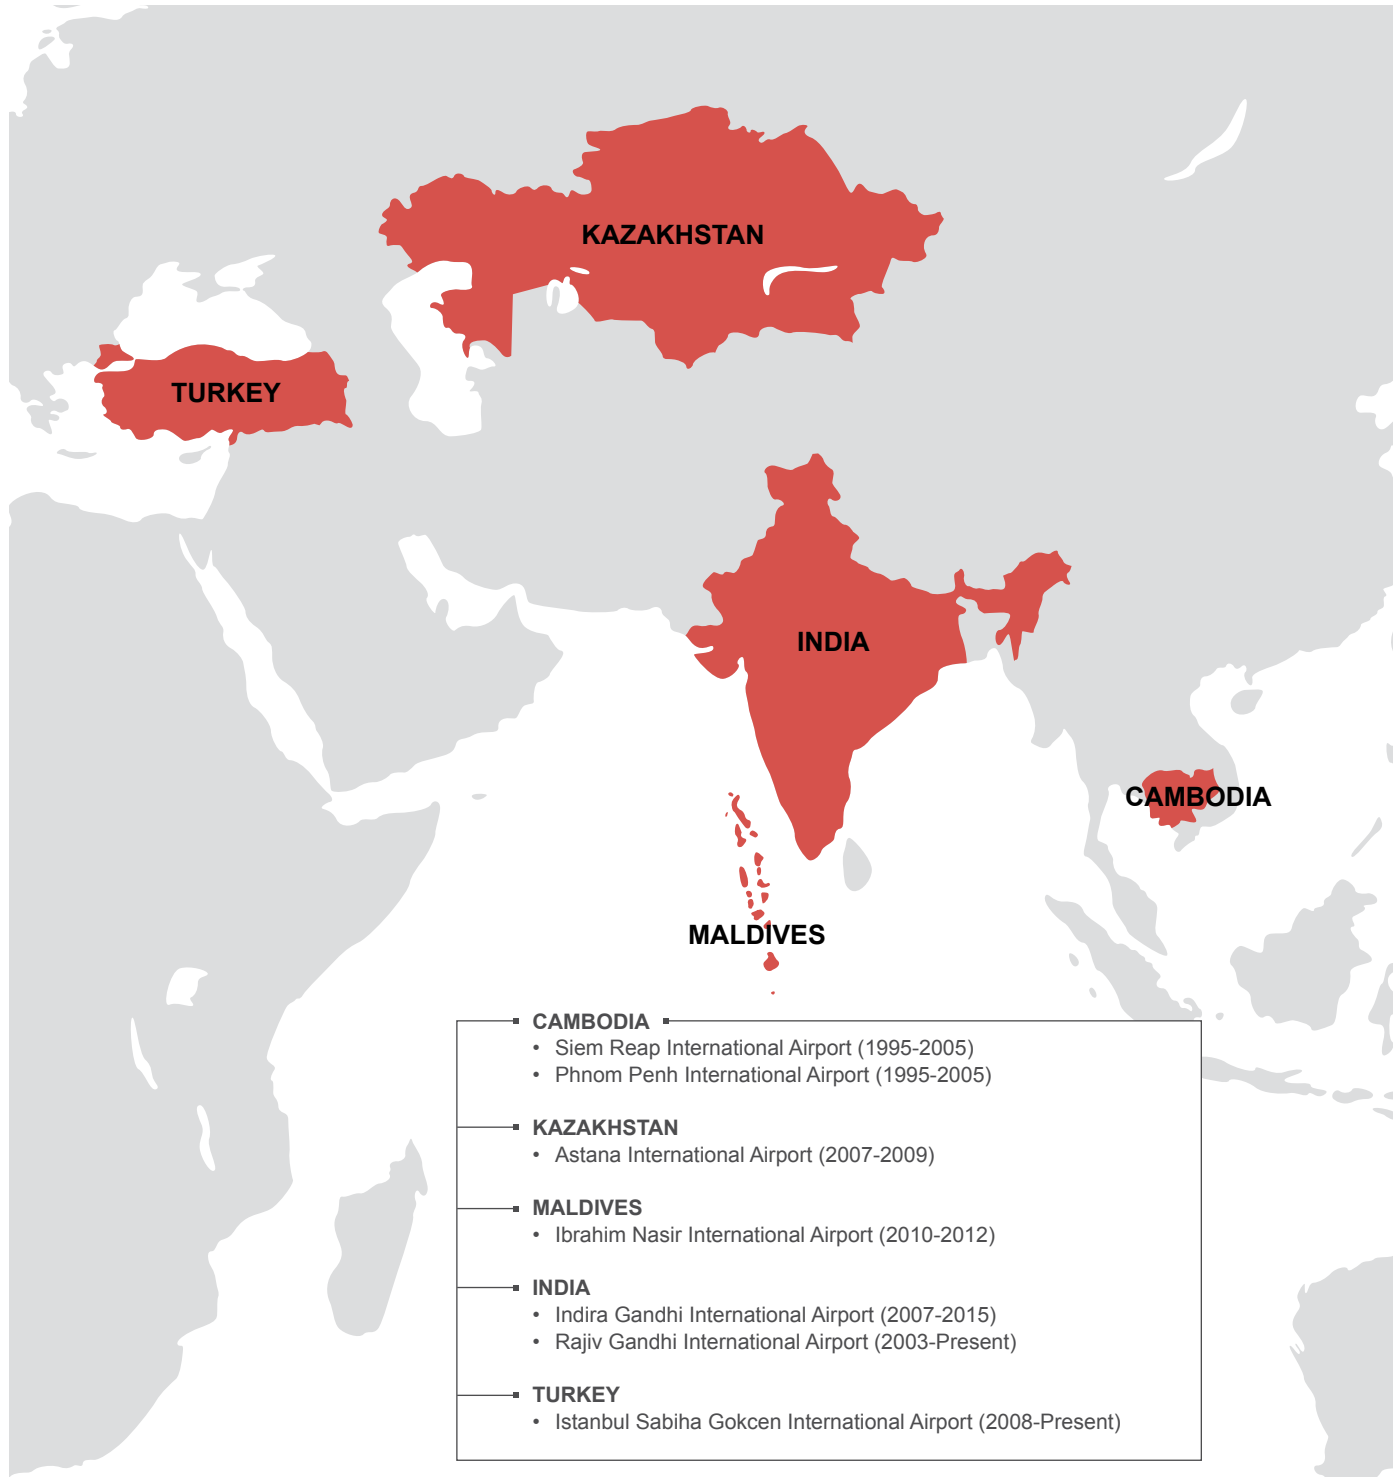 KAZAKHSTAN
TURKEY
INDIA
CAMBODIA
MALDIVES
CAMBODIA
• Siem Reap International Airport (1995-2005)
• Phnom Penh International Airport (1995-2005)
KAZAKHSTAN
• Astana International Airport (2007-2009)
MALDIVES
• Ibrahim Nasir International Airport (2010-2012)
INDIA
• Indira Gandhi International Airport (2007-2015)
• Rajiv Gandhi International Airport (2003-Present)
TURKEY
• Istanbul Sabiha Gokcen International Airport (2008-Present)